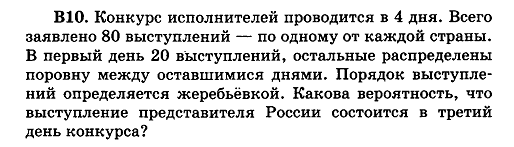 В10. Конкурс исполнителей проводится в 4 дня. Всего
заявлено 80 выступлений — по одному от каждой страны.
В первый день 20 выступлений, остальные распределены
поровну между оставшимися днями. Порядок выступле-
ний определяется жеребьёвкой. Какова вероятность, что
выступление представителя России состоится в третий
день конкурса?